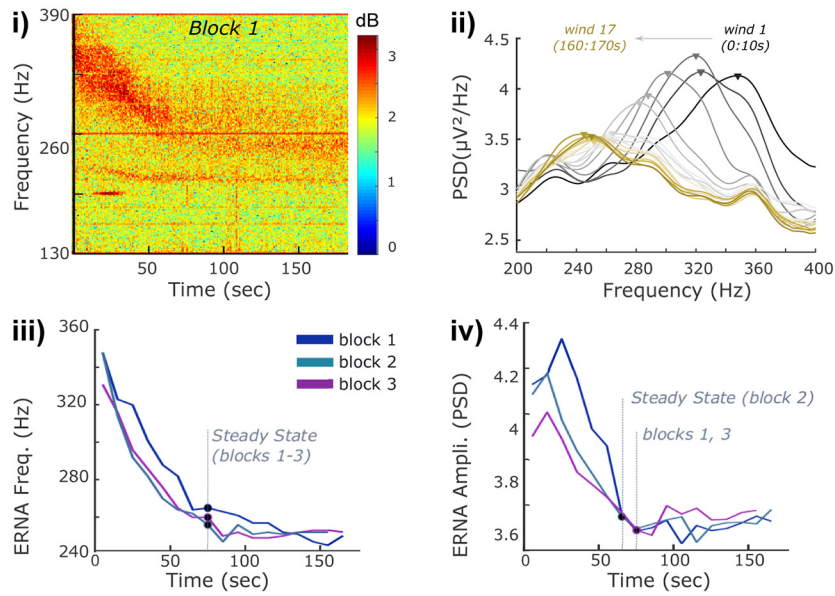 i)
Block 1
dB
390
260
130
Frequency (Hz)
3
2
1
0
50
100
150
Time (sec)
ii)
wind 17
(160:170s)
wind 1
(0:10s)
4.5
4
3.5
3
2.5
PSD(µV²/Hz)
200
240
280
320
360
400
Frequency (Hz)
iii)
360
320
260
240
ERNA Freq. (Hz)
block 1
block 2
block 3
Steady State
(blocks 1-3)
0
50
100
150
Time (sec)
iv)
4.4
4.2
4
3.8
3.6
ERNA Ampli. (PSD)
Steady State (block 2)
blocks 1, 3
0
50
100
150
Time (sec)